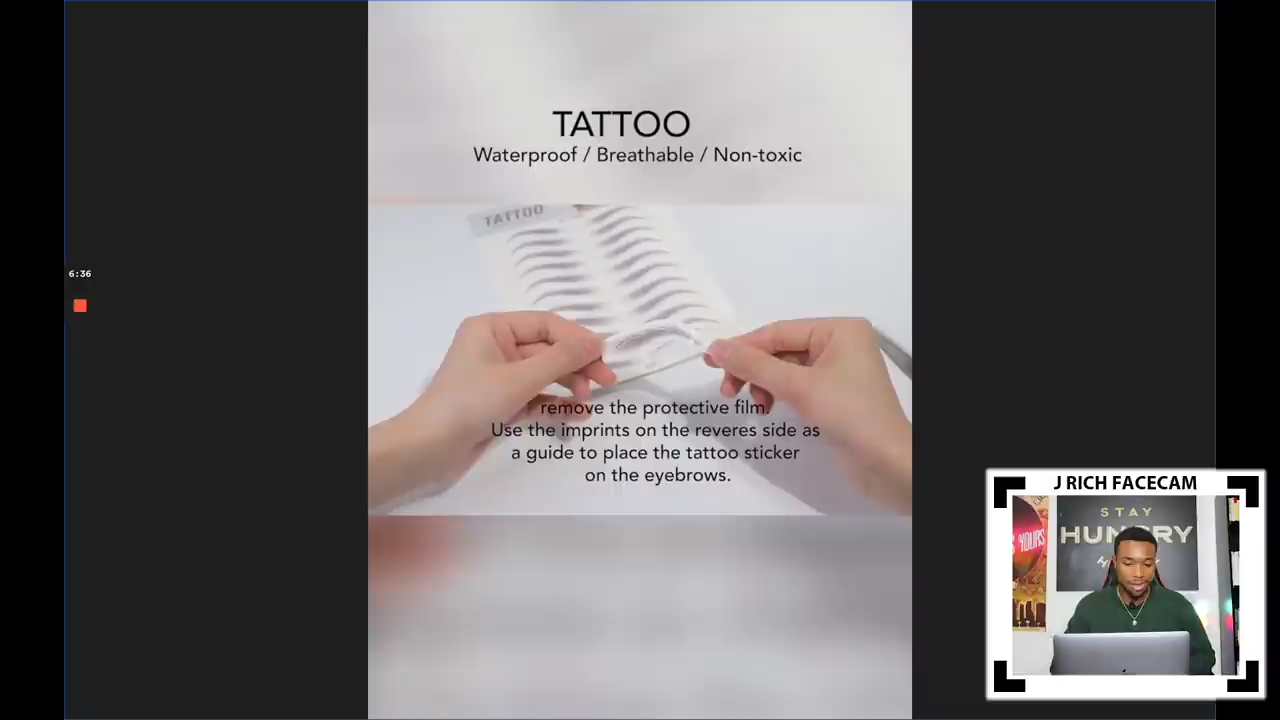 TATTOO
Waterproof / Breathable / Non-toxic
TATTOO
6:36
remove the protective film.
Use the imprints on the reveres side as
a guide to place the tattoo sticker
on the eyebrows.
J RICH FACECAM
STAY
HUNGRY
YOURS